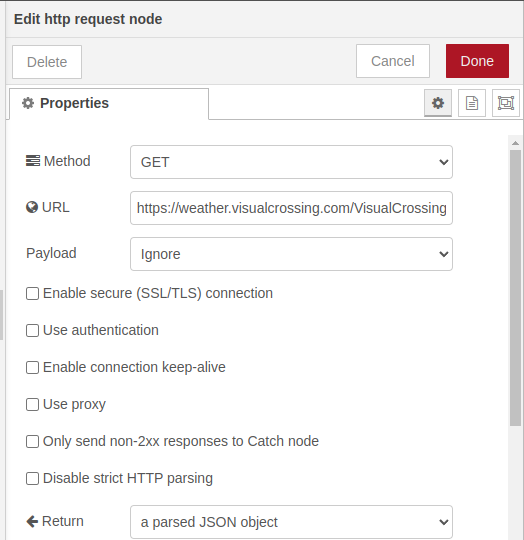 Edit http request node
Delete
Cancel
Done
Properties
Method
GET
URL
https://weather.visualcrossing.com/VisualCrossing
Payload
Ignore
Enable secure (SSL/TLS) connection
Use authentication
Enable connection keep-alive
Use proxy
Only send non-2xx responses to Catch node
Disable strict HTTP parsing
Return
a parsed JSON object